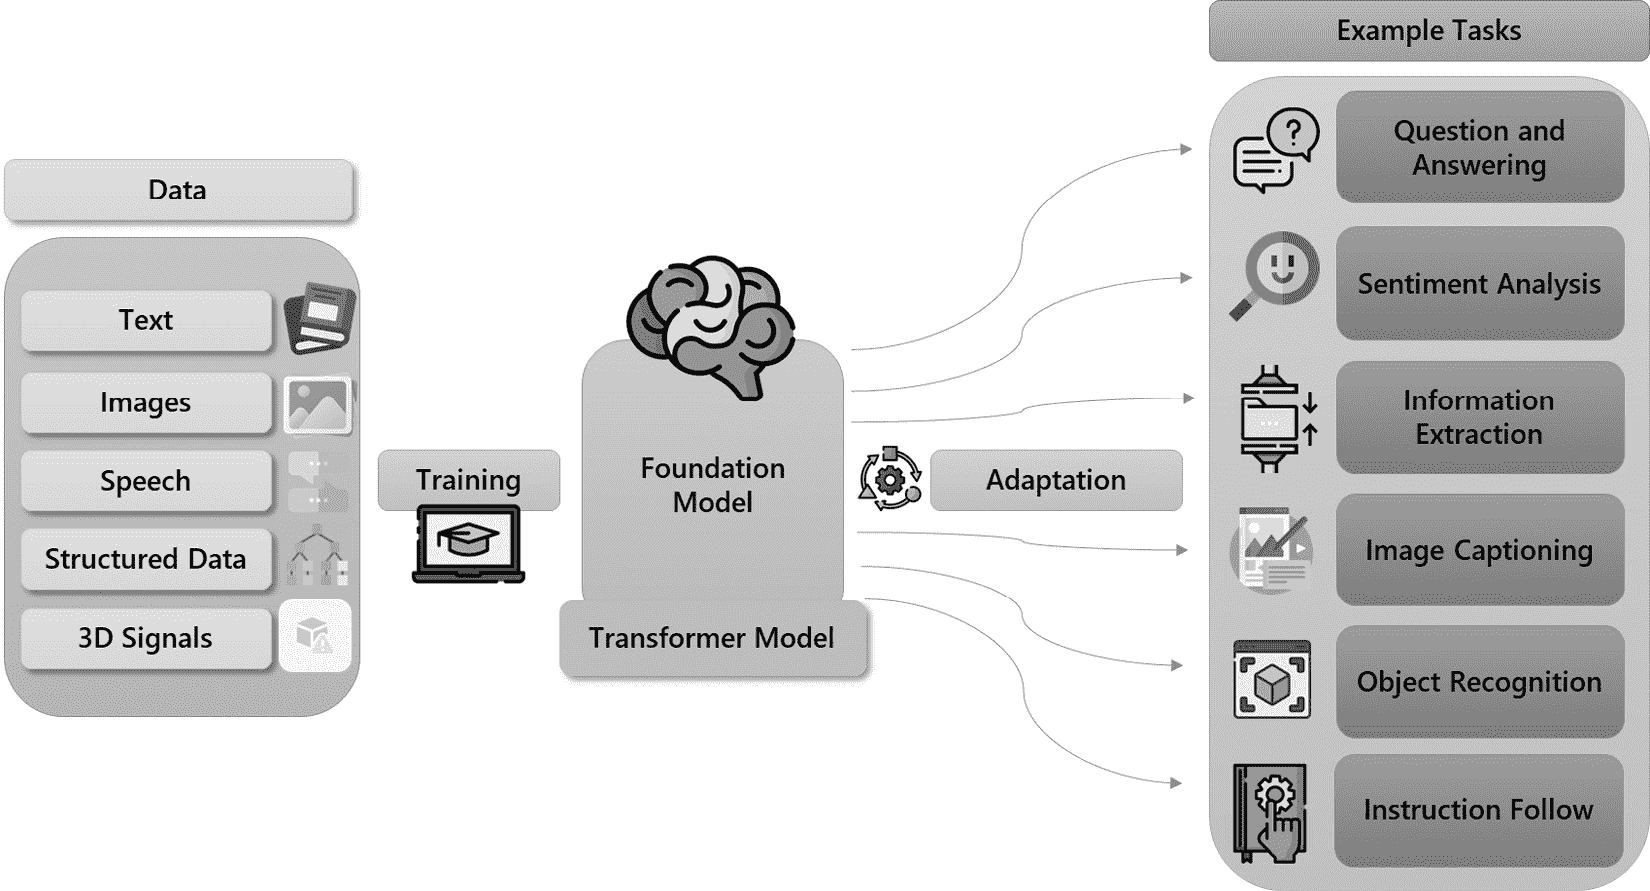 Data
Text
Images
Speech
Structured Data
3D Signals
Training
Foundation
Model
Transformer Model
Adaptation
Example Tasks
Question and
Answering
Sentiment Analysis
Information
Extraction
Image Captioning
Object Recognition
Instruction Follow